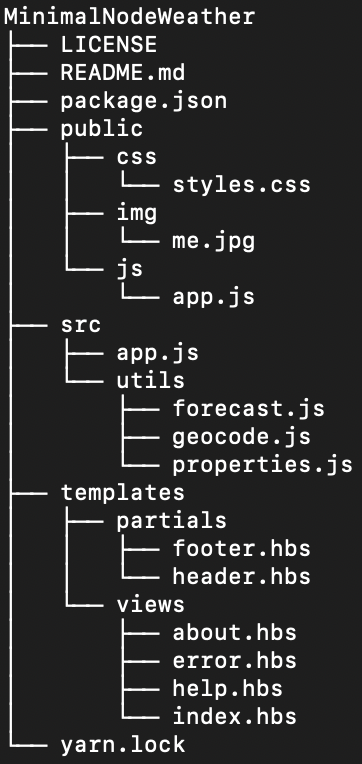 MinimalNodeWeather
├── LICENSE
├── README.md
├── package.json
├── public
│   ├── css
│   │   └── styles.css
│   ├── img
│   │   └── me.jpg
│   └── js
│       └── app.js
├── src
│   ├── app.js
│   └── utils
│       ├── forecast.js
│       ├── geocode.js
│       └── properties.js
├── templates
│   ├── partials
│   │   ├── footer.hbs
│   │   └── header.hbs
│   └── views
│       ├── about.hbs
│       ├── error.hbs
│       ├── help.hbs
│       └── index.hbs
└── yarn.lock